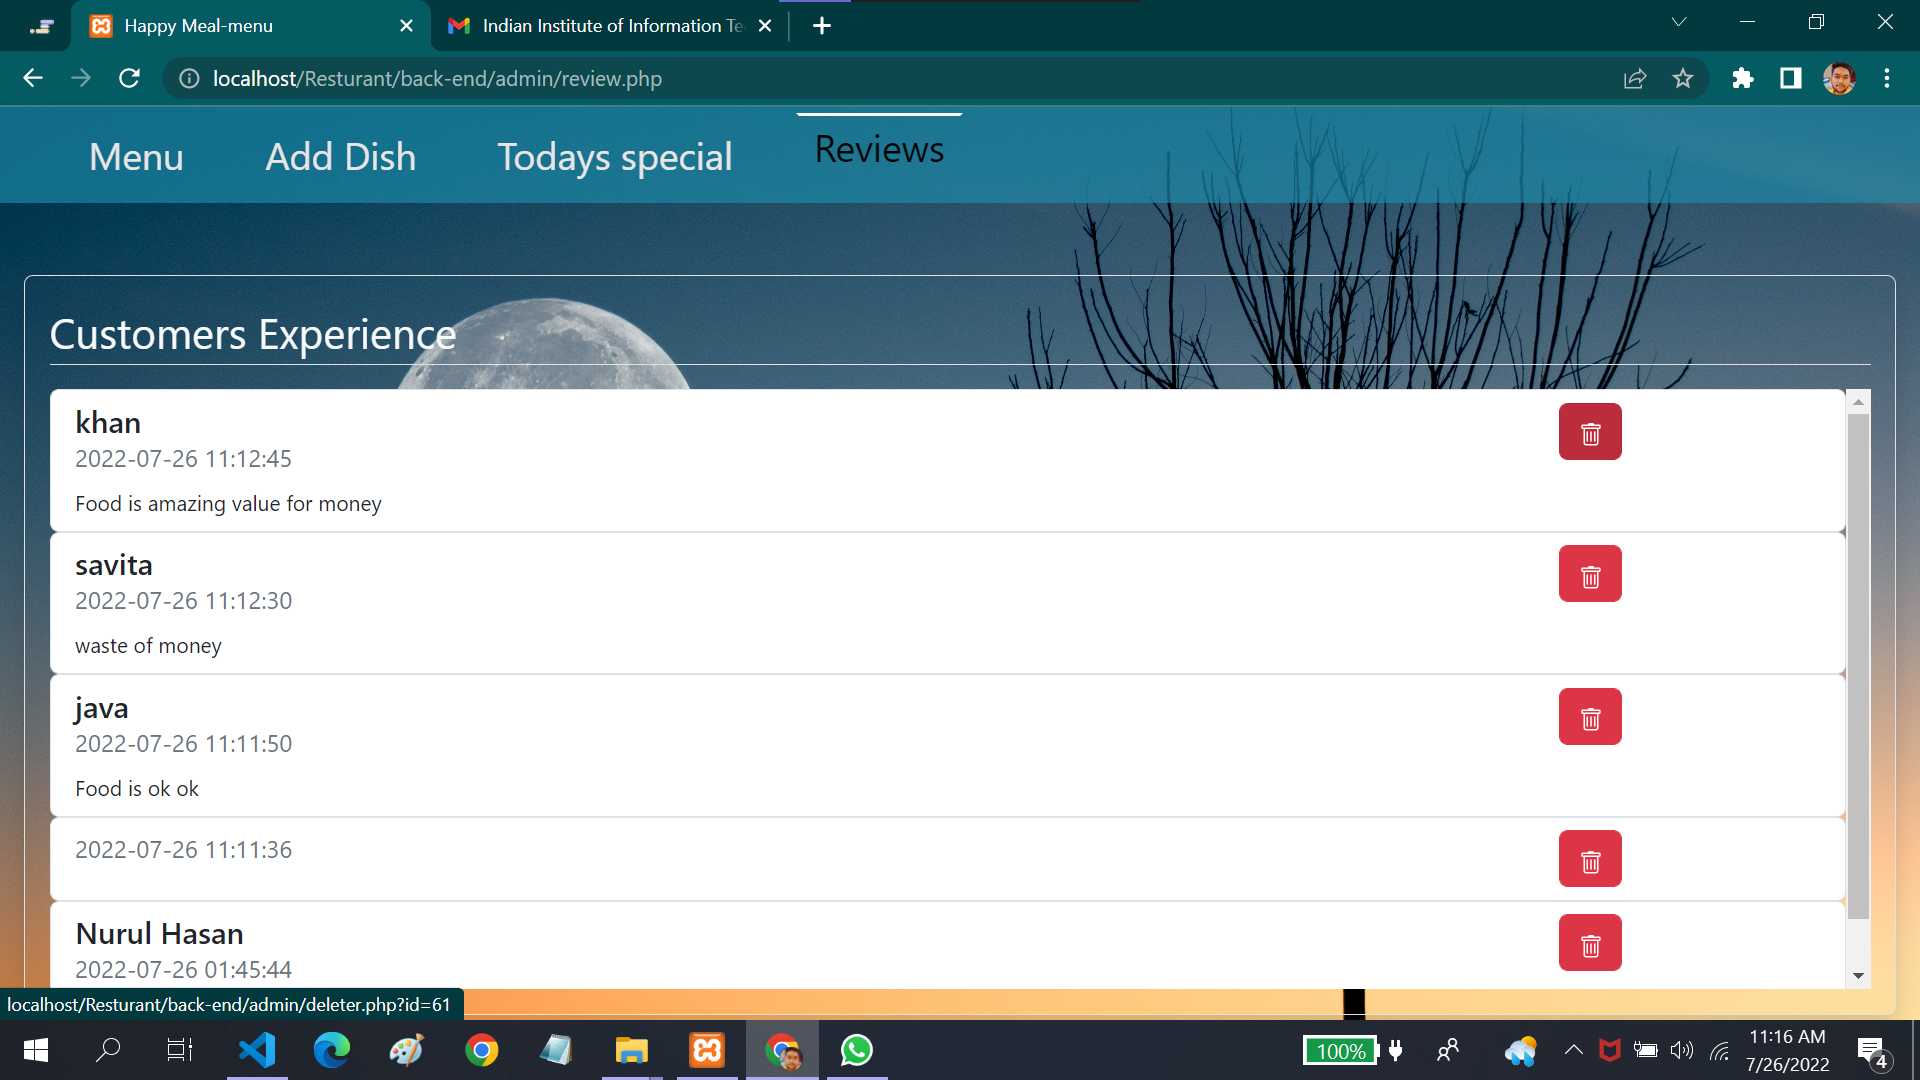 Happy Meal-menu
Indian Institute of Information Te
localhost/Resturant/back-end/admin/review.php
Menu
Add Dish
Todays special
Reviews
Customers Experience
khan
2022-07-26 11:12:45
Food is amazing value for money
savita
2022-07-26 11:12:30
waste of money
java
2022-07-26 11:11:50
Food is ok ok
2022-07-26 11:11:36
Nurul Hasan
2022-07-26 01:45:44
localhost/Resturant/back-end/admin/deleter.php?id=61
100%
11:16 AM
7/26/2022
4